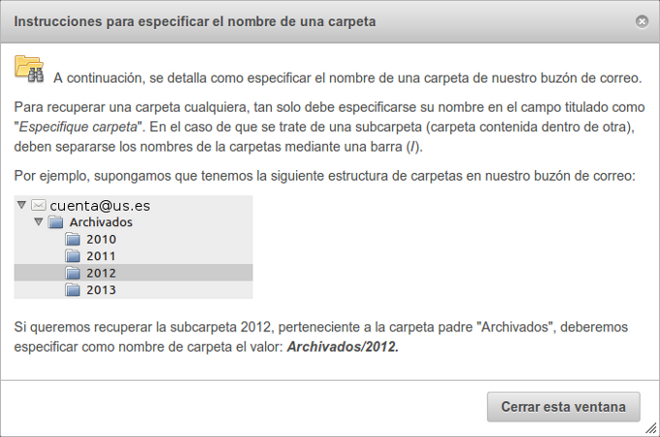 Instrucciones para especificar el nombre de una carpeta
A continuación, se detalla como especificar el nombre de una carpeta de nuestro buzón de correo.
Para recuperar una carpeta cualquiera, tan solo debe especificarse su nombre en el campo titulado como
"Especifique carpeta". En el caso de que se trate de una subcarpeta (carpeta contenida dentro de otra),
deben separarse los nombres de la carpetas mediante una barra (/).
Por ejemplo, supongamos que tenemos la siguiente estructura de carpetas en nuestro buzón de correo:
cuenta@us.es
Archivados
2010
2011
2012
2013
Si queremos recuperar la subcarpeta 2012, perteneciente a la carpeta padre "Archivados", deberemos
especificar como nombre de carpeta el valor: Archivados/2012.
Cerrar esta ventana